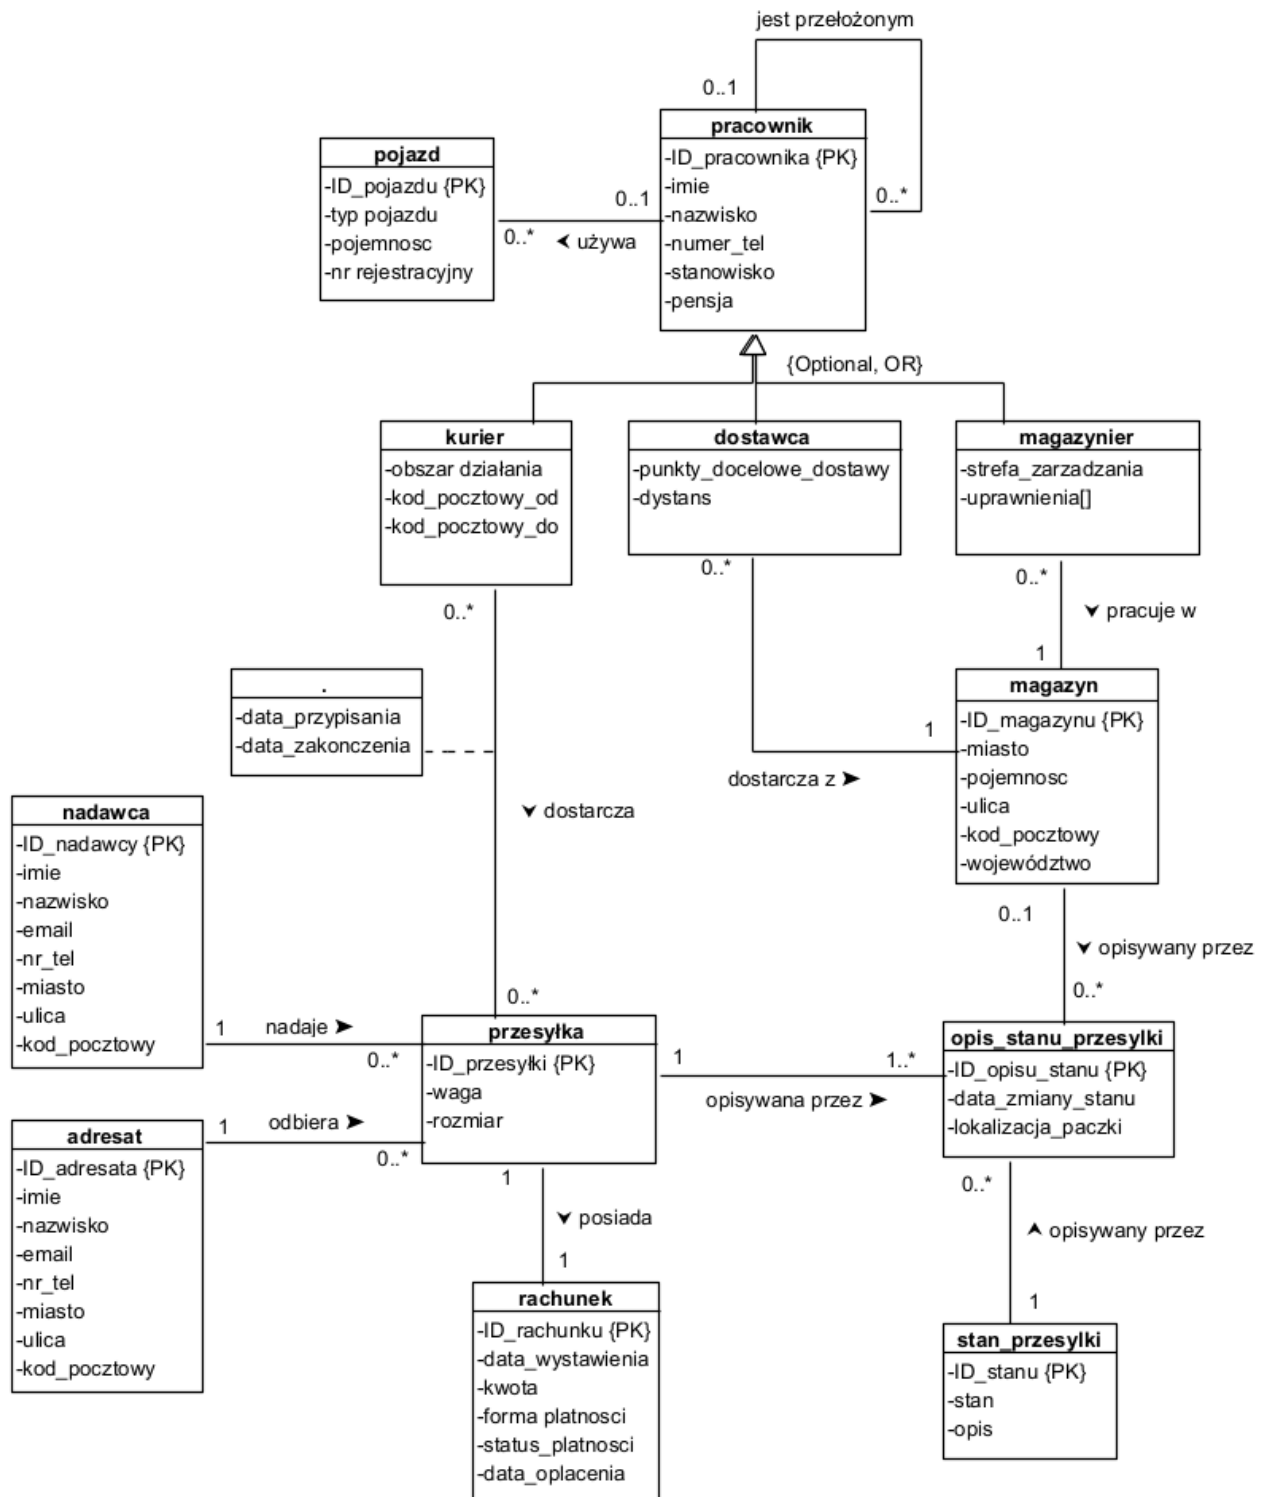 jest przełożonym
0..1
pracownik
-ID_pracownika {PK}
-imie
-nazwisko
-numer_tel
-stanowisko
-pensja
0..*
pojazd
-ID_pojazdu {PK}
-typ pojazdu
-pojemnosc
-nr rejestracyjny
0..1
0..*
używa
{Optional, OR}
kurier
-obszar działania
-kod_pocztowy_od
-kod_pocztowy_do
dostawca
-punkty_docelowe_dostawy
-dystans
magazynier
-strefa_zarzadzania
-uprawnienia[]
0..*
0..*
0..*
pracuje w
1
.
-data_przypisania
-data_zakonczenia
magazyn
-ID_magazynu {PK}
-miasto
-pojemnosc
-ulica
-kod_pocztowy
-województwo
1
dostarcza z
dostarcza
nadawca
-ID_nadawcy {PK}
-imie
-nazwisko
-email
-nr_tel
-miasto
-ulica
-kod_pocztowy
0..1
opisywany przez
0..*
0..*
1
nadaje
0..*
przesyłka
-ID_przesyłki {PK}
-waga
-rozmiar
1
1..*
opisywana przez
opis_stanu_przesylki
-ID_opisu_stanu {PK}
-data_zmiany_stanu
-lokalizacja_paczki
adresat
-ID_adresata {PK}
-imie
-nazwisko
-email
-nr_tel
-miasto
-ulica
-kod_pocztowy
1
odbiera
0..*
1
posiada
1
0..*
opisywany przez
1
rachunek
-ID_rachunku {PK}
-data_wystawienia
-kwota
-forma platnosci
-status_platnosci
-data_oplacenia
stan_przesylki
-ID_stanu {PK}
-stan
-opis